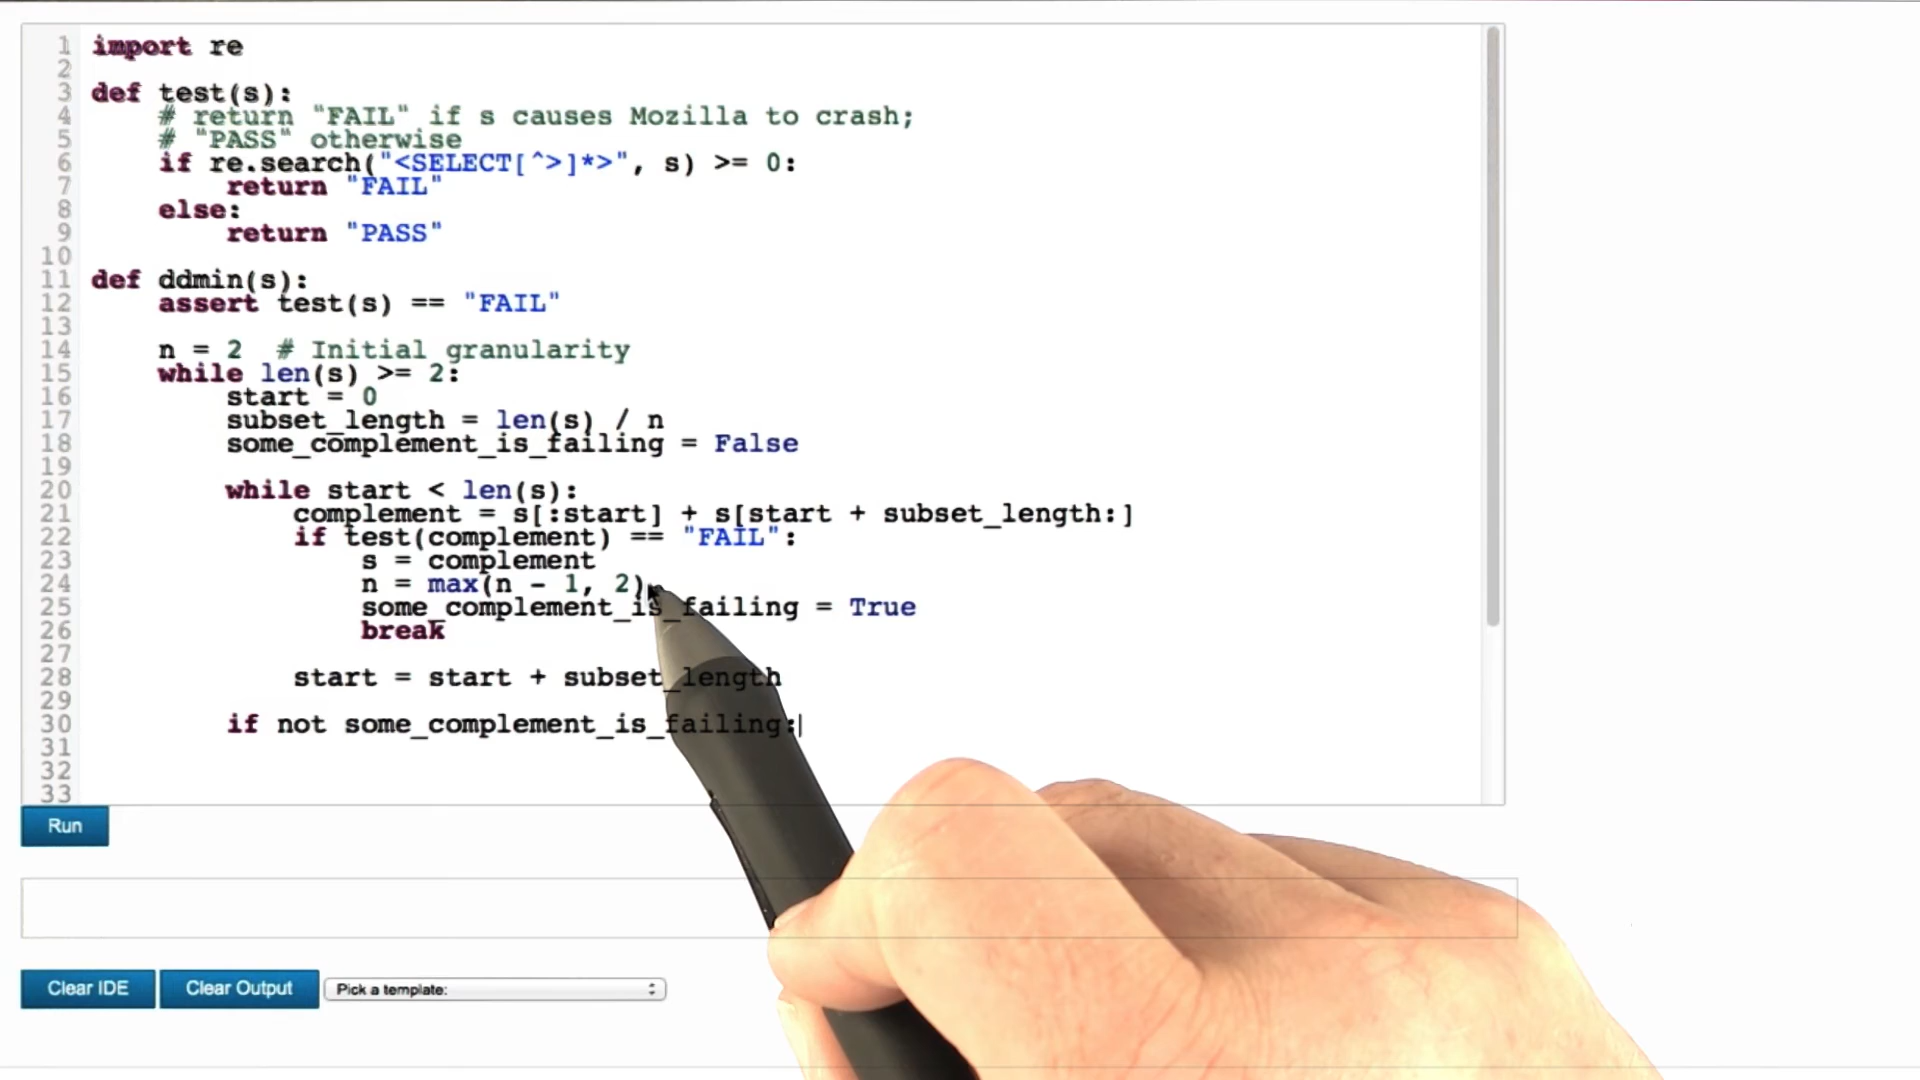 1 import re
2
3 def test(s):
4 # return "FAIL" if s causes Mozilla to crash;
5 # "PASS" otherwise
6 if re.search("<SELECT[^>]*>", s) >= 0:
7 return "FAIL"
8 else:
9 return "PASS"
10
11 def ddmin(s):
12 assert test(s) == "FAIL"
13
14 n = 2 # Initial granularity
15 while len(s) >= 2:
16 start = 0
17 subset_length = len(s) / n
18 some_complement_is_failing = False
19
20 while start < len(s):
21 complement = s[:start] + s[start + subset_length:]
22 if test(complement) == "FAIL":
23 s = complement
24 n = max(n - 1, 2)
25 some_complement_is_failing = True
26 break
27
28 start = start + subset_length
29
30 if not some_complement_is_failing:
31
32
33
Run
Clear IDE Clear Output Pick a template: